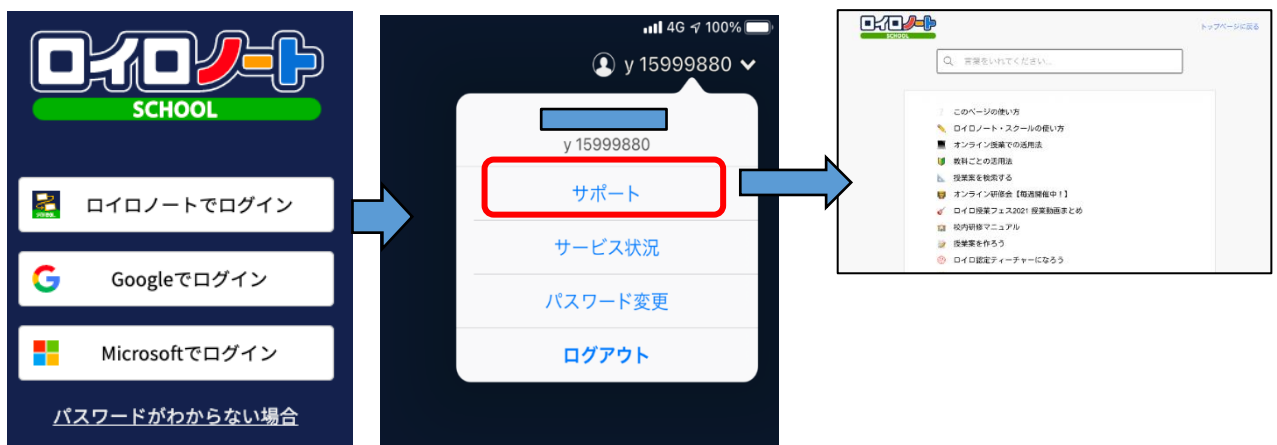 ロイロノート
SCHOOL
ロイロノートでログイン
Googleでログイン
Microsoftでログイン
パスワードがわからない場合
4G 100%
y 15999880
y 15999880
サポート
サービス状況
パスワード変更
ログアウト
ロイロノート
SCHOOL
トップページに戻る
言葉をいれてください...
このページの使い方
ロイロノート・スクールの使い方
オンライン授業での活用法
教科ごとの活用法
授業案を検索する
オンライン研修会【毎週開催中！】
ロイロ授業フェス2021 授業動画まとめ
校内研修マニュアル
授業案を作ろう
ロイロ認定ティーチャーになろう